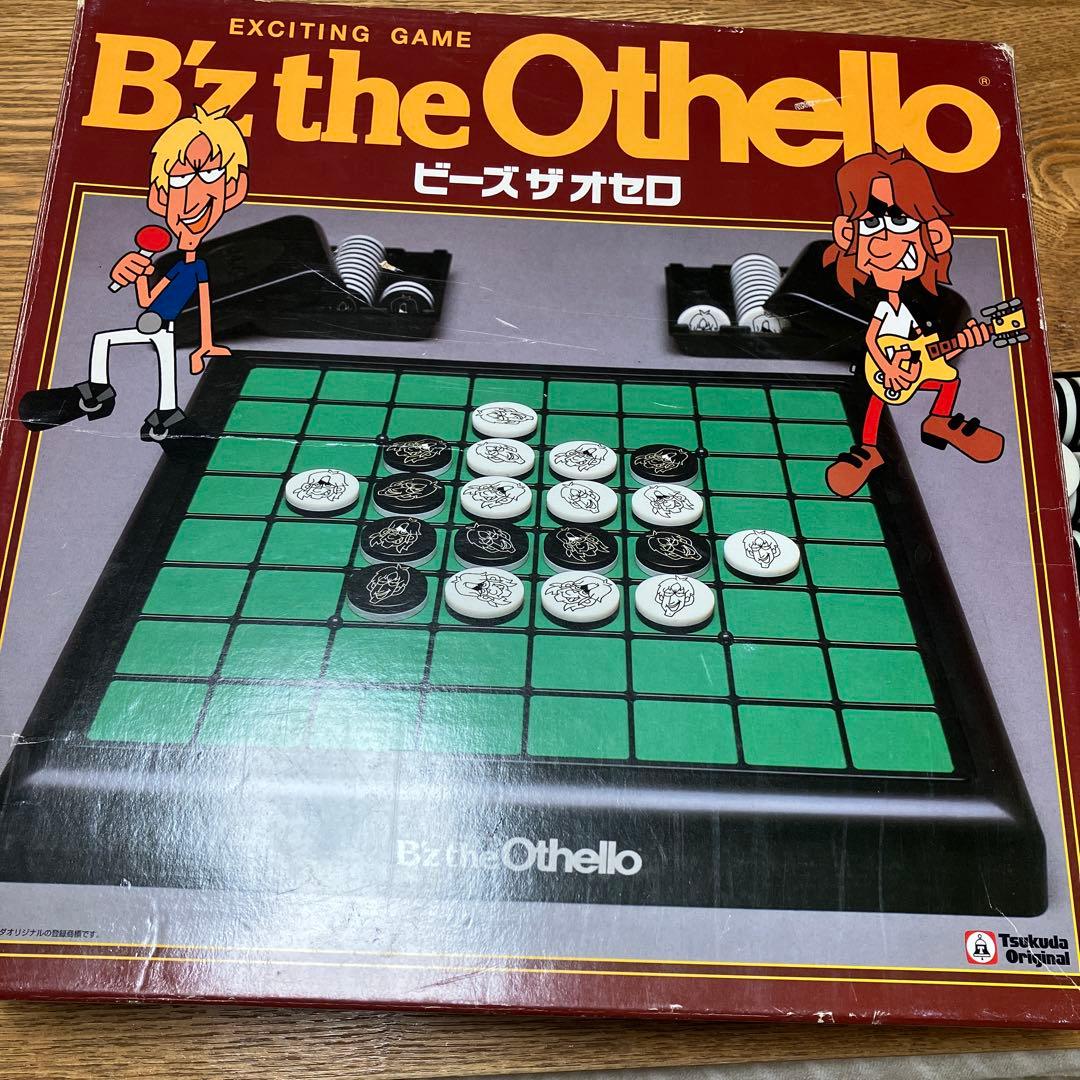 EXCITING GAME
B'z the Othello®
ビーズ ザ オセロ
B'z the Othello
ダオリジナルの登録商標です。
Tsukuda
Original